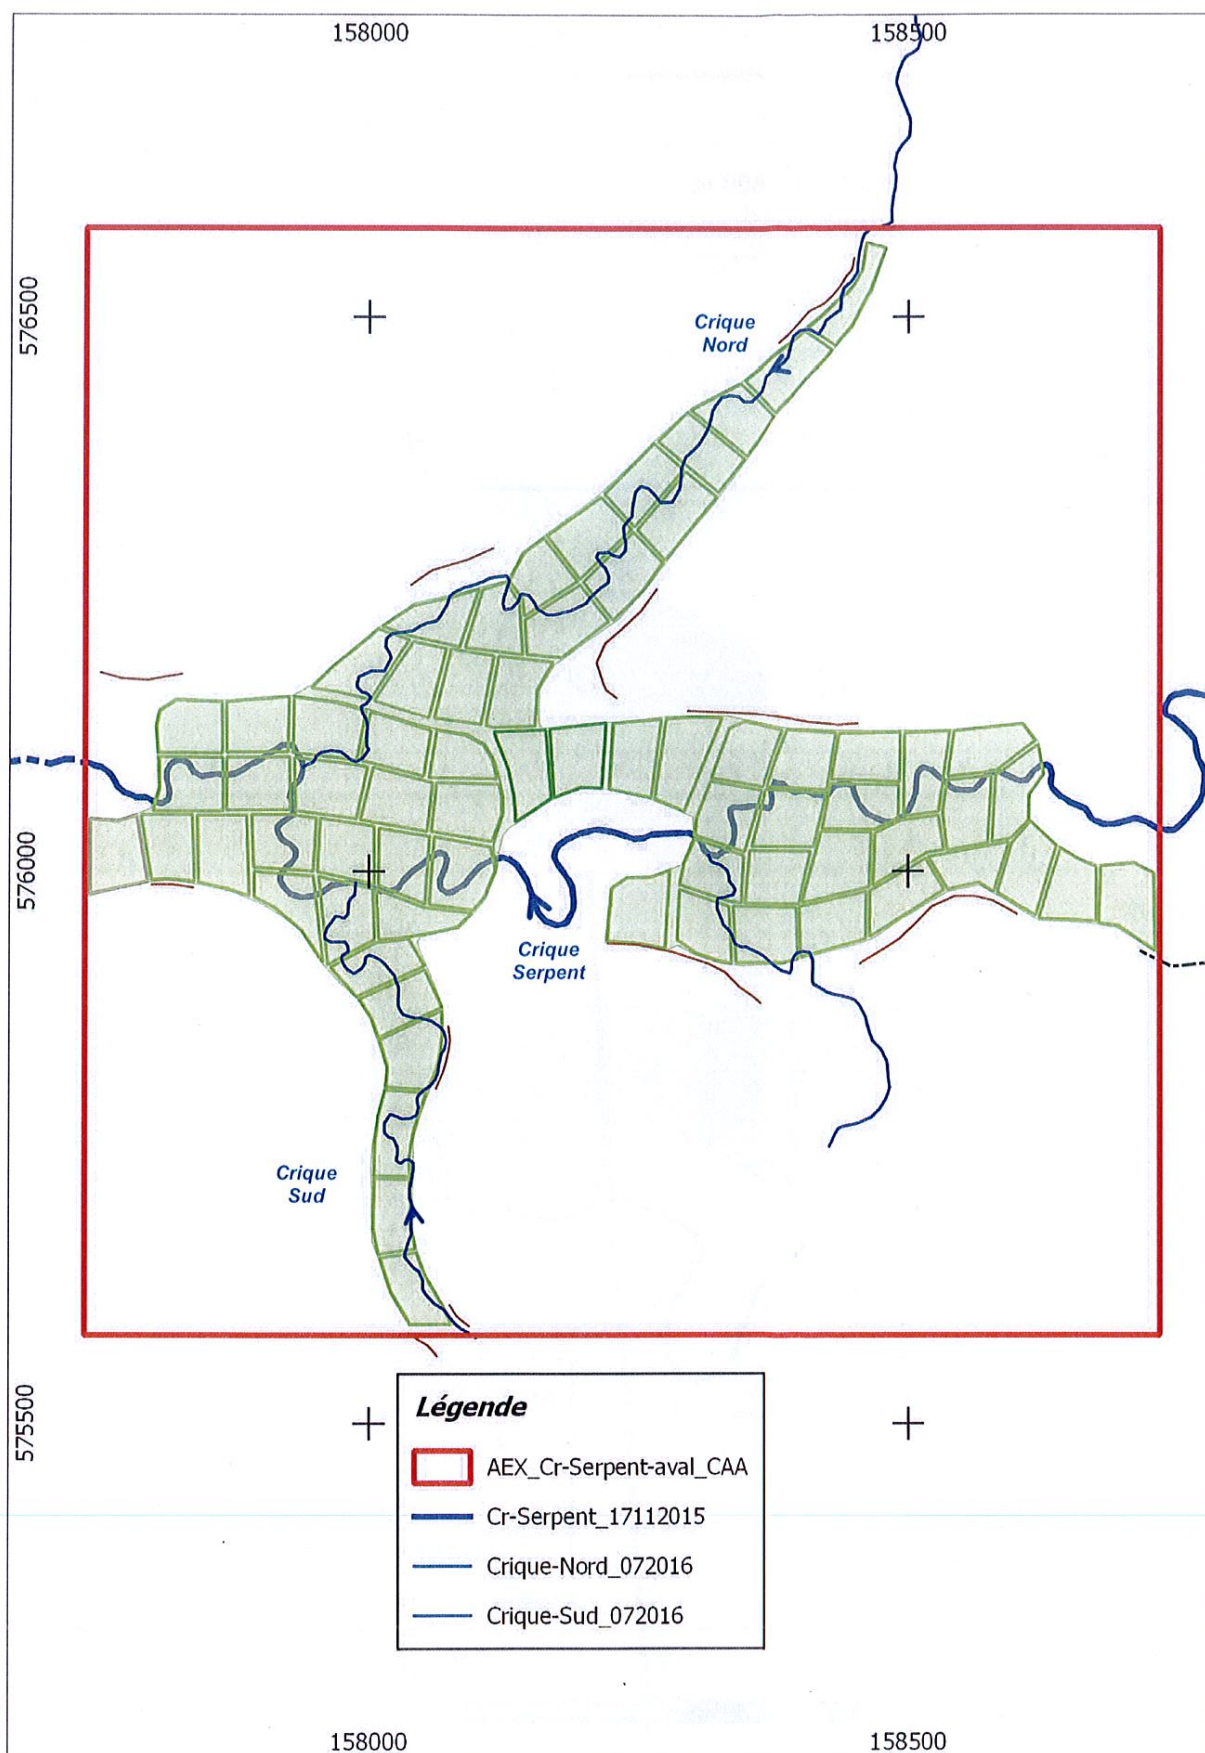 158000
158500
576500
Crique
Nord
576000
Crique
Serpent
Crique
Sud
575500
Légende
AEX_Cr-Serpent-aval_CAA
Cr-Serpent_17112015
Crique-Nord_072016
Crique-Sud_072016
158000
158500